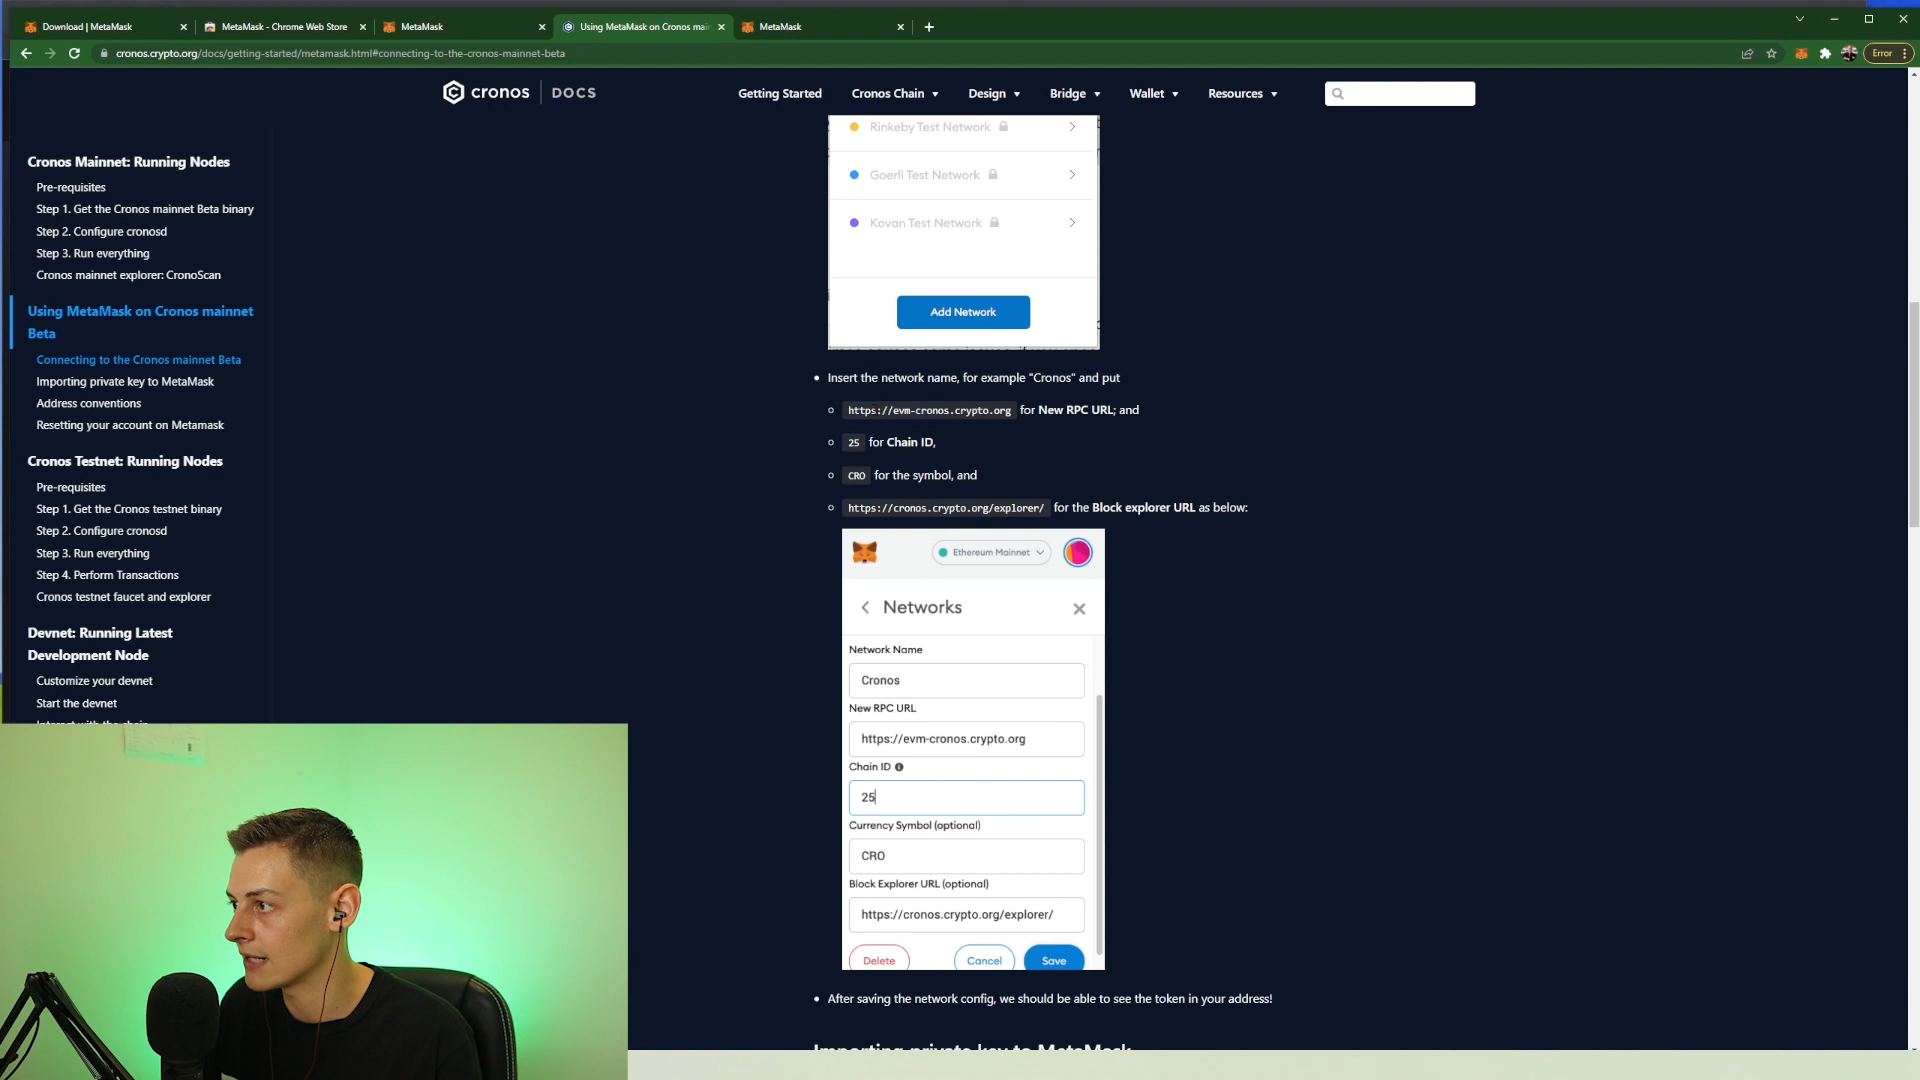 Download | MetaMask
MetaMask - Chrome Web Store
MetaMask
Using MetaMask on Cronos mai
MetaMask
cronos.crypto.org/docs/getting-started/metamask.html#connecting-to-the-cronos-mainnet-beta
Error
cronos
DOCS
Getting Started
Cronos Chain
Design
Bridge
Wallet
Resources
Cronos Mainnet: Running Nodes
Pre-requisites
Step 1. Get the Cronos mainnet Beta binary
Step 2. Configure cronosd
Step 3. Run everything
Cronos mainnet explorer: CronoScan
Using MetaMask on Cronos mainnet
Beta
Connecting to the Cronos mainnet Beta
Importing private key to MetaMask
Address conventions
Resetting your account on Metamask
Cronos Testnet: Running Nodes
Pre-requisites
Step 1. Get the Cronos testnet binary
Step 2. Configure cronosd
Step 3. Run everything
Step 4. Perform Transactions
Cronos testnet faucet and explorer
Devnet: Running Latest
Development Node
Customize your devnet
Start the devnet
Interact with the chain
Rinkeby Test Network
Goerli Test Network
Kovan Test Network
Add Network
Insert the network name, for example "Cronos" and put
https://evm-cronos.crypto.org for New RPC URL; and
25 for Chain ID,
CRO for the symbol, and
https://cronos.crypto.org/explorer/ for the Block explorer URL as below:
Ethereum Mainnet
Networks
Network Name
Cronos
New RPC URL
https://evm-cronos.crypto.org
Chain ID
25
Currency Symbol (optional)
CRO
Block Explorer URL (optional)
https://cronos.crypto.org/explorer/
Delete
Cancel
Save
After saving the network config, we should be able to see the token in your address!
Importing private key to MetaMask